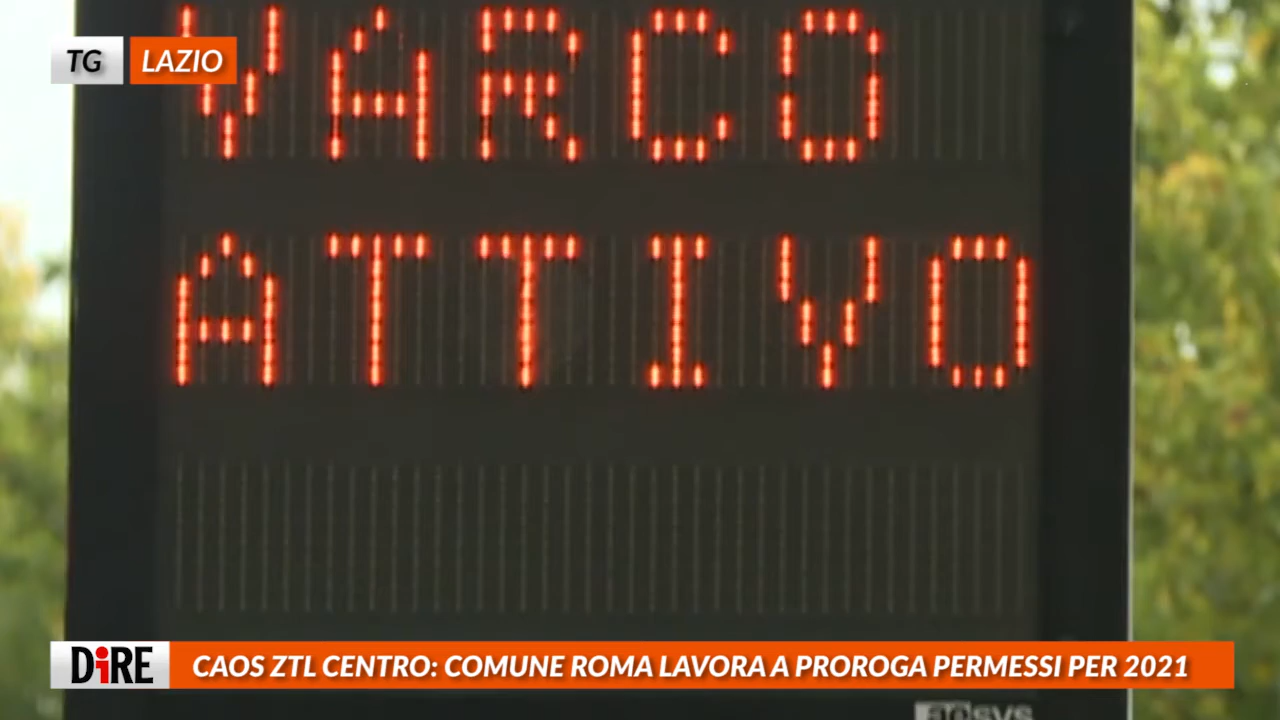 VARCO
TG LAZIO
ATTIVO
DiRE CAOS ZTL CENTRO: COMUNE ROMA LAVORA A PROROGA PERMESSI PER 2021